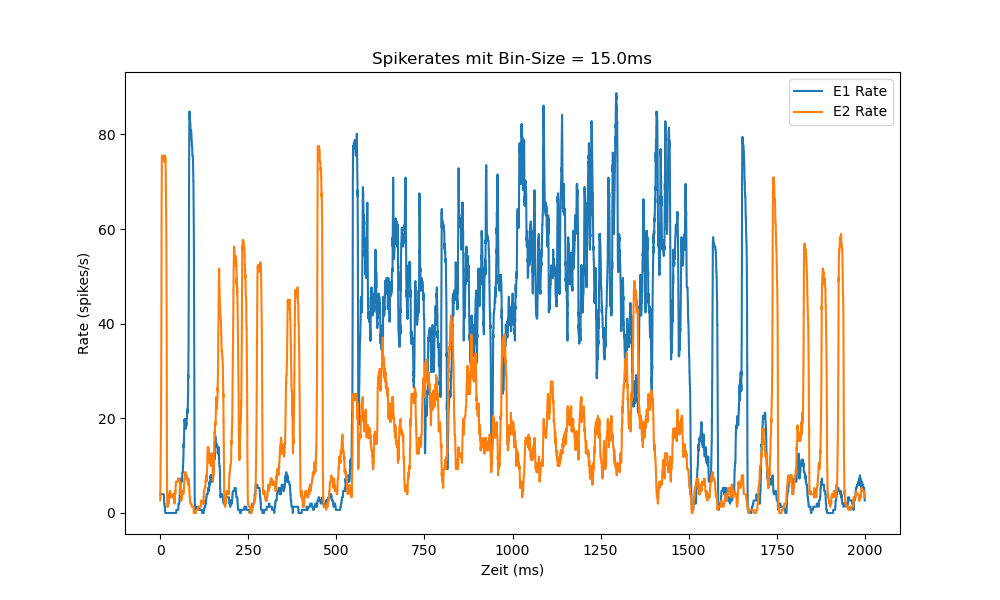 Spikerates mit Bin-Size = 15.0ms
E1 Rate
E2 Rate
80
60
40
20
0
Rate (spikes/s)
0 250 500 750 1000 1250 1500 1750 2000
Zeit (ms)